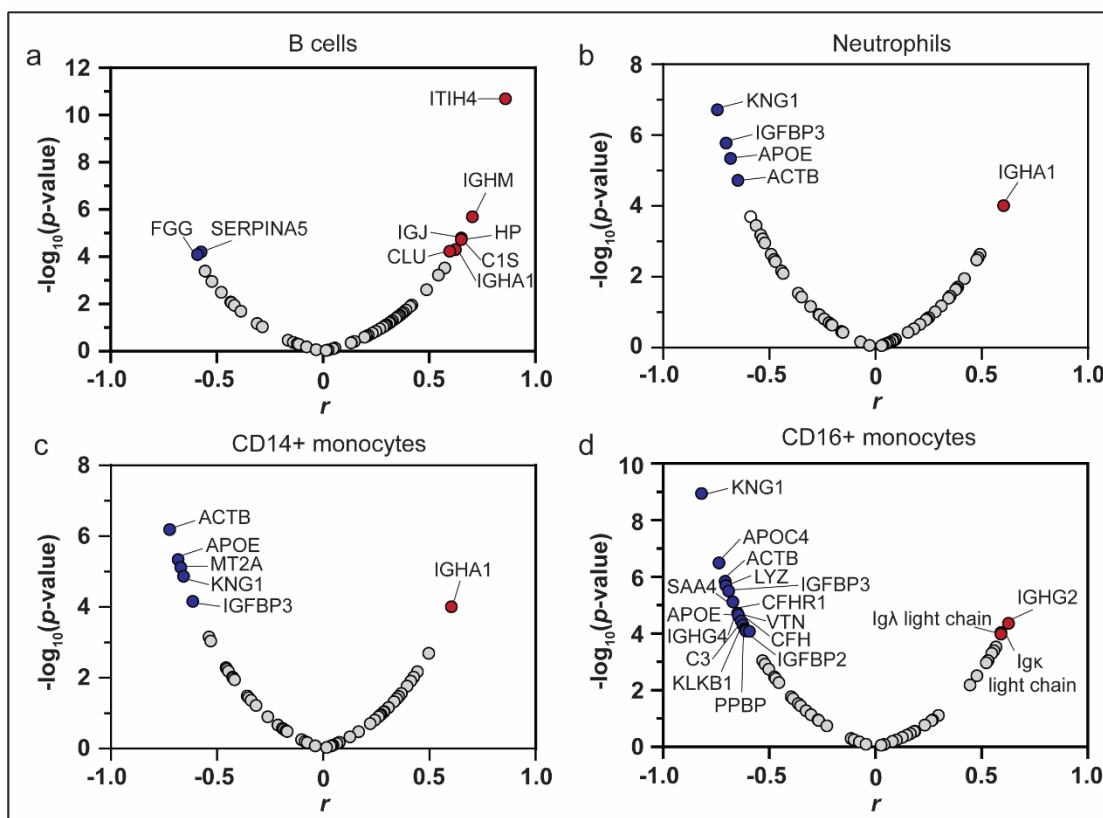 a
B cells
12
10
8
6
4
2
0
-log10(p-value)
-1.0
-0.5
0
0.5
1.0
r
ITIH4
IGHM
IGJ
HP
CLU
C1S
IGHA1
FGG
SERPINA5
b
Neutrophils
8
6
4
2
0
-log10(p-value)
-1.0
-0.5
0
0.5
1.0
r
KNG1
IGFBP3
APOE
ACTB
IGHA1
c
CD14+ monocytes
8
6
4
2
0
-log10(p-value)
-1.0
-0.5
0
0.5
1.0
r
ACTB
APOE
MT2A
KNG1
IGFBP3
IGHA1
d
CD16+ monocytes
10
8
6
4
2
0
-log10(p-value)
-1.0
-0.5
0
0.5
1.0
r
KNG1
APOC4
ACTB
LYZ
SAA4
IGFBP3
CFHR1
APOE
VTN
IGHG4
CFH
C3
IGFBP2
KLKB1
PPBP
IGHG2
Igλ light chain
Igκ
light chain